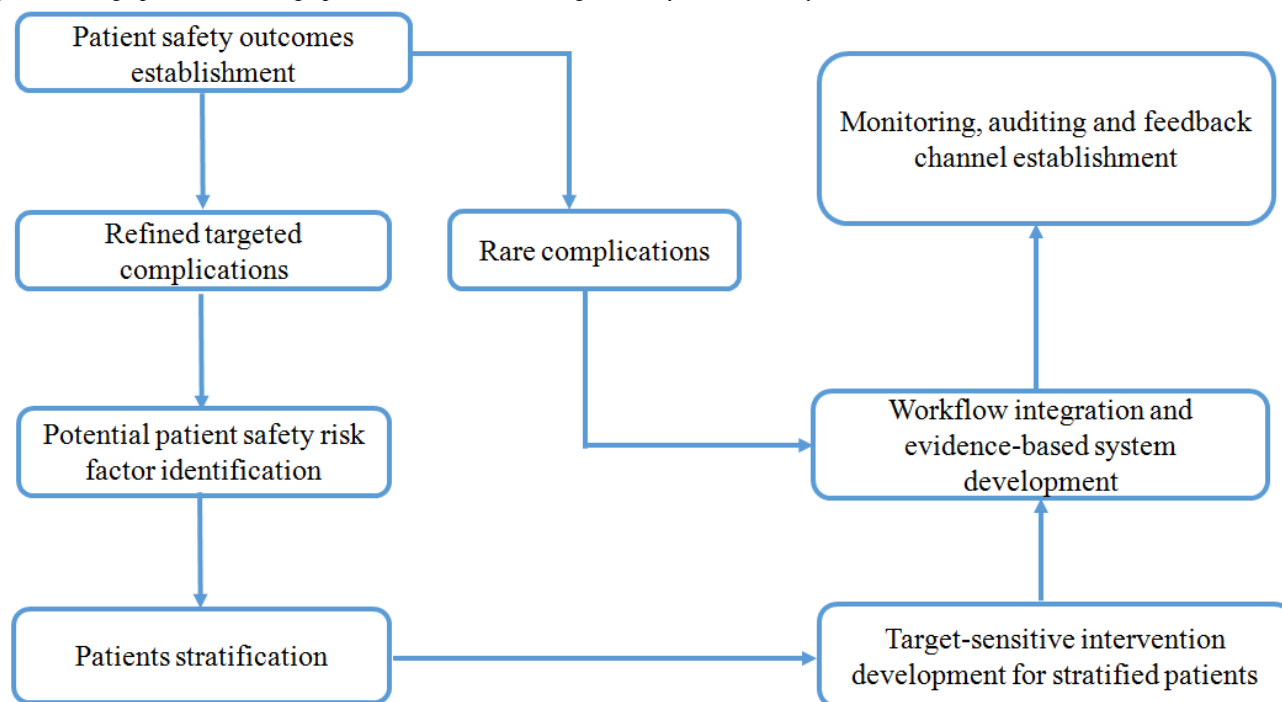 Patient safety outcomes
establishment
Monitoring, auditing and feedback
channel establishment
Refined targeted
complications
Rare complications
Potential patient safety risk
factor identification
Workflow integration and
evidence-based system
development
Patients stratification
Target-sensitive intervention
development for stratified patients